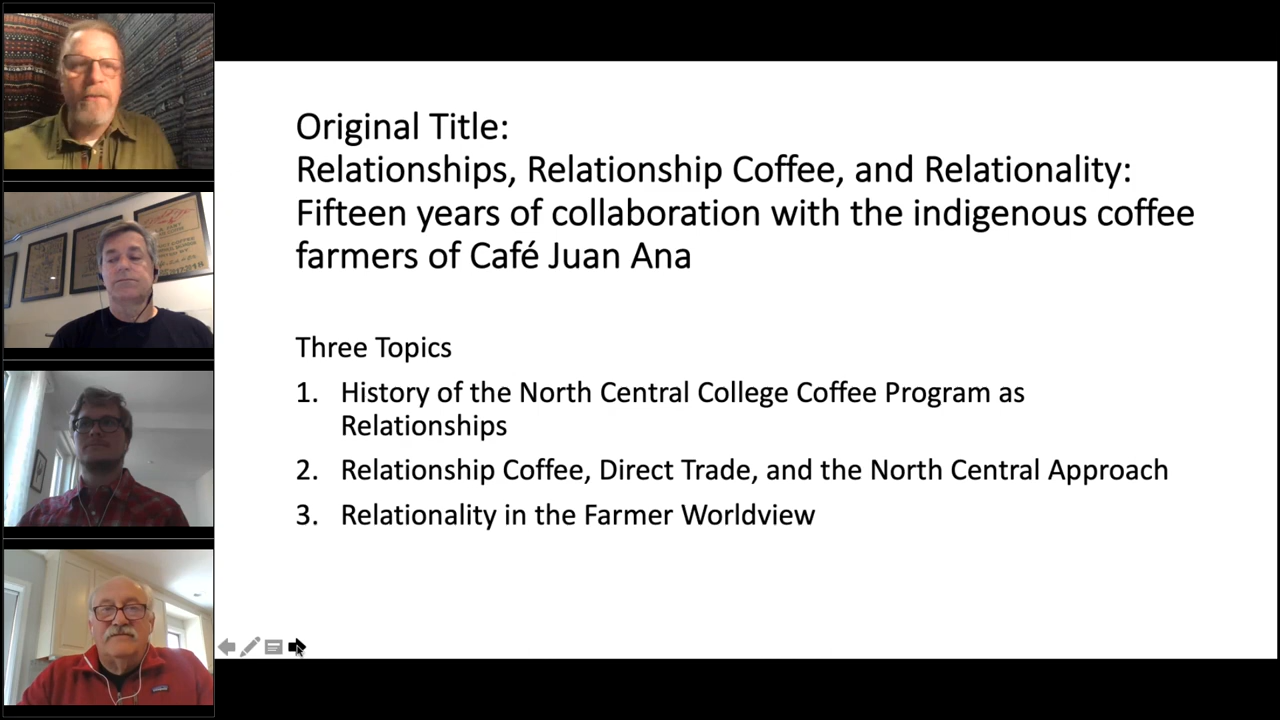 Original Title:
Relationships, Relationship Coffee, and Relationality:
Fifteen years of collaboration with the indigenous coffee
farmers of Café Juan Ana
Three Topics
1. History of the North Central College Coffee Program as
Relationships
2. Relationship Coffee, Direct Trade, and the North Central Approach
3. Relationality in the Farmer Worldview